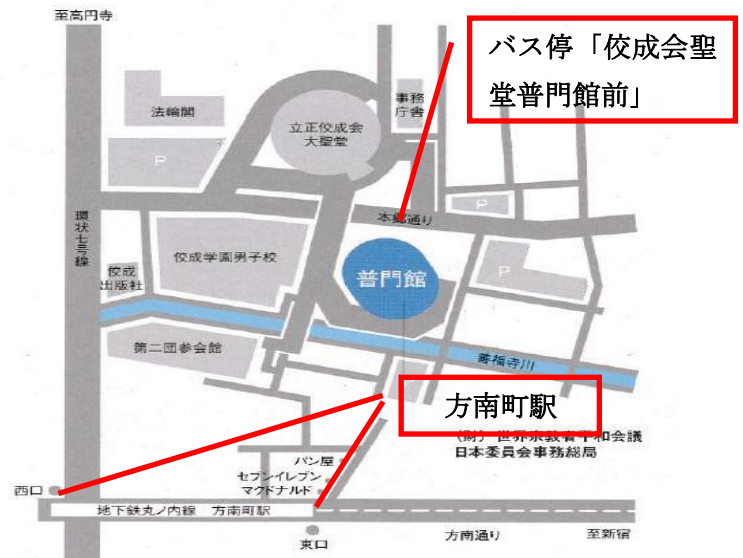 至高円寺
バス停「佼成会聖
堂普門館前」
法輪閣
事務
庁舎
立正佼成会
大聖堂
P
P
本郷通り
環状七号線
佼成学園男子校
普門館
P
佼成
出版社
第二団参会館
善福寺川
方南町駅
(財)世界宗教者平和会議
日本委員会事務総局
パン屋
セブンイレブン
マクドナルド
西口
地下鉄丸ノ内線 方南町駅
東口
方南通り
至新宿